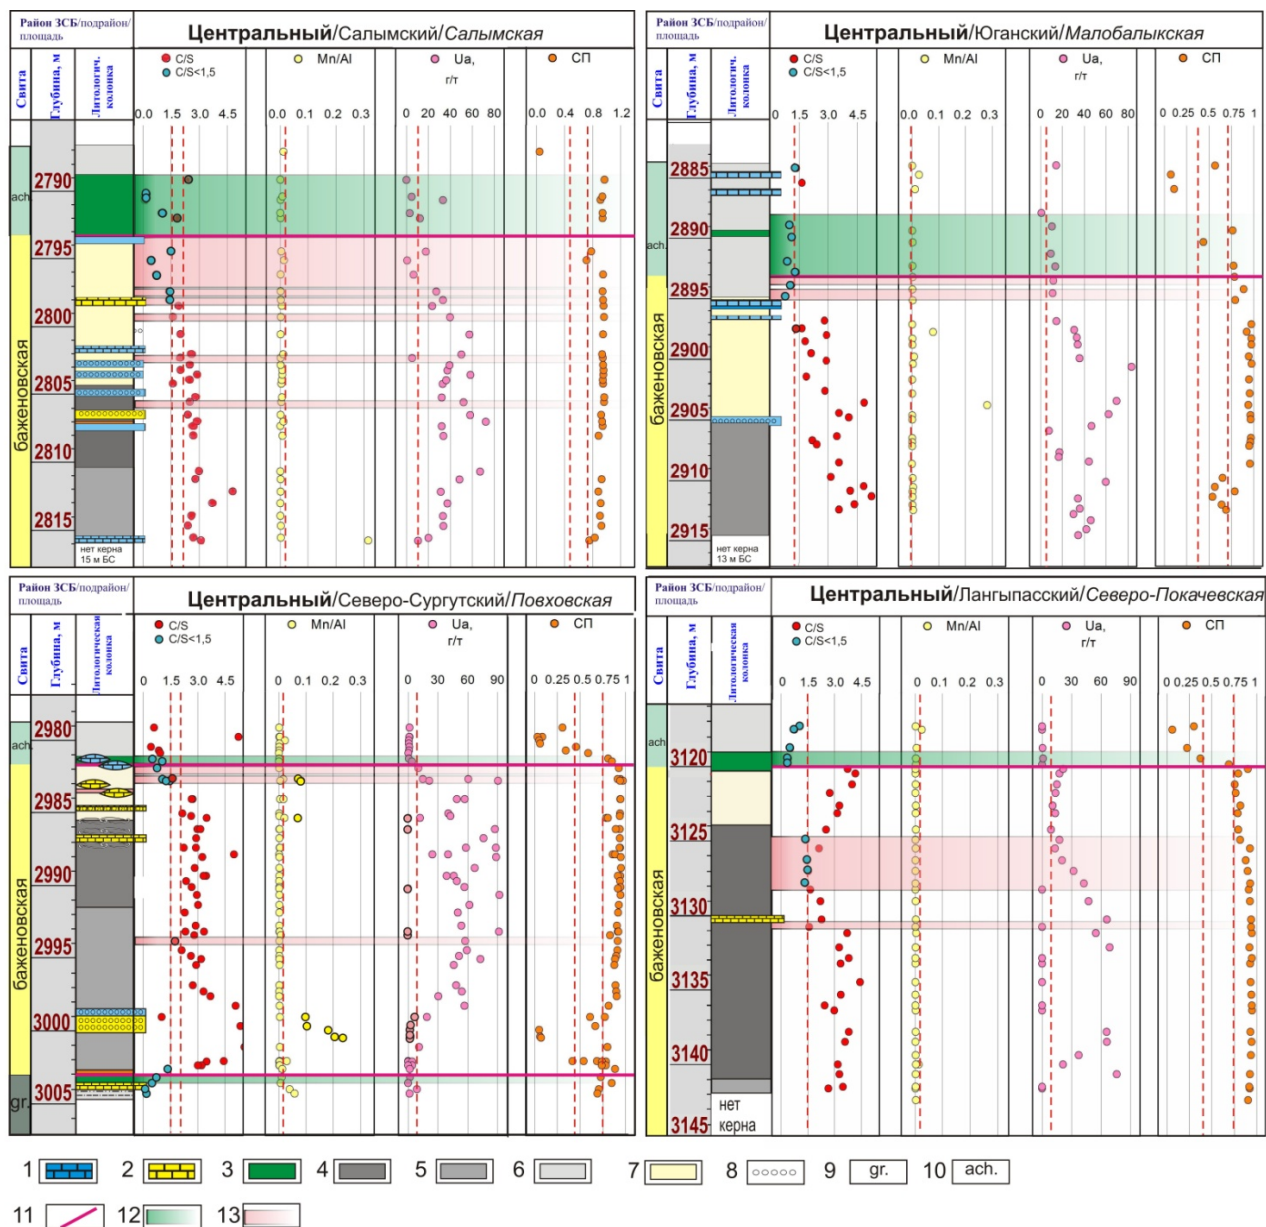 Район ЗСБ/подрайон/
площадь
Центральный/Салымский/Салымская
Свита
Глубина, м
Литологич.
колонка
C/S
C/S<1,5
Mn/Al
Ua,
г/т
СП
0.0 1.5 3.0 4.5
0 0.1 0.2 0.3
0 20 40 60 80
0.0 0.4 0.8 1.2
ach.
баженовская
2790
2795
2800
2805
2810
2815
нет керна
15 м БС
Район ЗСБ/подрайон/
площадь
Центральный/Юганский/Малобалыкская
Свита
Глубина, м
Литологич.
колонка
C/S
C/S<1,5
Mn/Al
Ua,
г/т
СП
0 1.5 3.0 4.5
0 0.1 0.2 0.3
0 20 40 60 80
0 0.25 0.5 0.75 1
ach.
баженовская
2885
2890
2895
2900
2905
2910
2915
нет керна
13 м БС
Район ЗСБ/подрайон/
площадь
Центральный/Северо-Сургутский/Повховская
Свита
Глубина, м
Литологическая
колонка
C/S
C/S<1,5
Mn/Al
Ua,
г/т
СП
0 1.5 3.0 4.5
0 0.1 0.2 0.3
0 30 60 90
0 0.25 0.5 0.75 1
ach.
баженовская
gr.
2980
2985
2990
2995
3000
3005
Район ЗСБ/подрайон/
площадь
Центральный/Лангыпасский/Северо-Покачевская
Свита
Глубина, м
Литологическая
колонка
C/S
C/S<1,5
Mn/Al
Ua,
г/т
СП
0 1.5 3.0 4.5
0 0.1 0.2 0.3
0 30 60 90
0 0.25 0.5 0.75 1
ach
баженовская
3120
3125
3130
3135
3140
3145
нет
керна
1 2 3 4 5 6 7 8 9 gr. 10 ach.
11 12 13